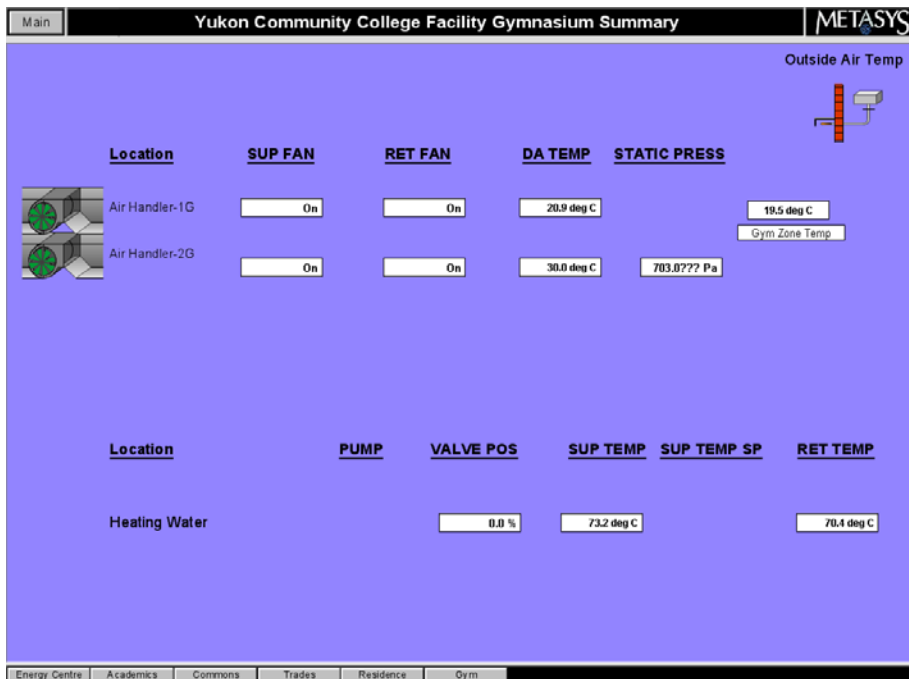 Main Yukon Community College Facility Gymnasium Summary METASYS
Outside Air Temp
Location SUP FAN RET FAN DA TEMP STATIC PRESS
Air Handler-1G On On 20.9 deg C 19.5 deg C
Gym Zone Temp
Air Handler-2G On On 30.0 deg C 703.0??? Pa
Location PUMP VALVE POS SUP TEMP SUP TEMP SP RET TEMP
Heating Water 0.0 % 73.2 deg C 70.4 deg C
Energy Centre Academics Commons Trades Residence Gym